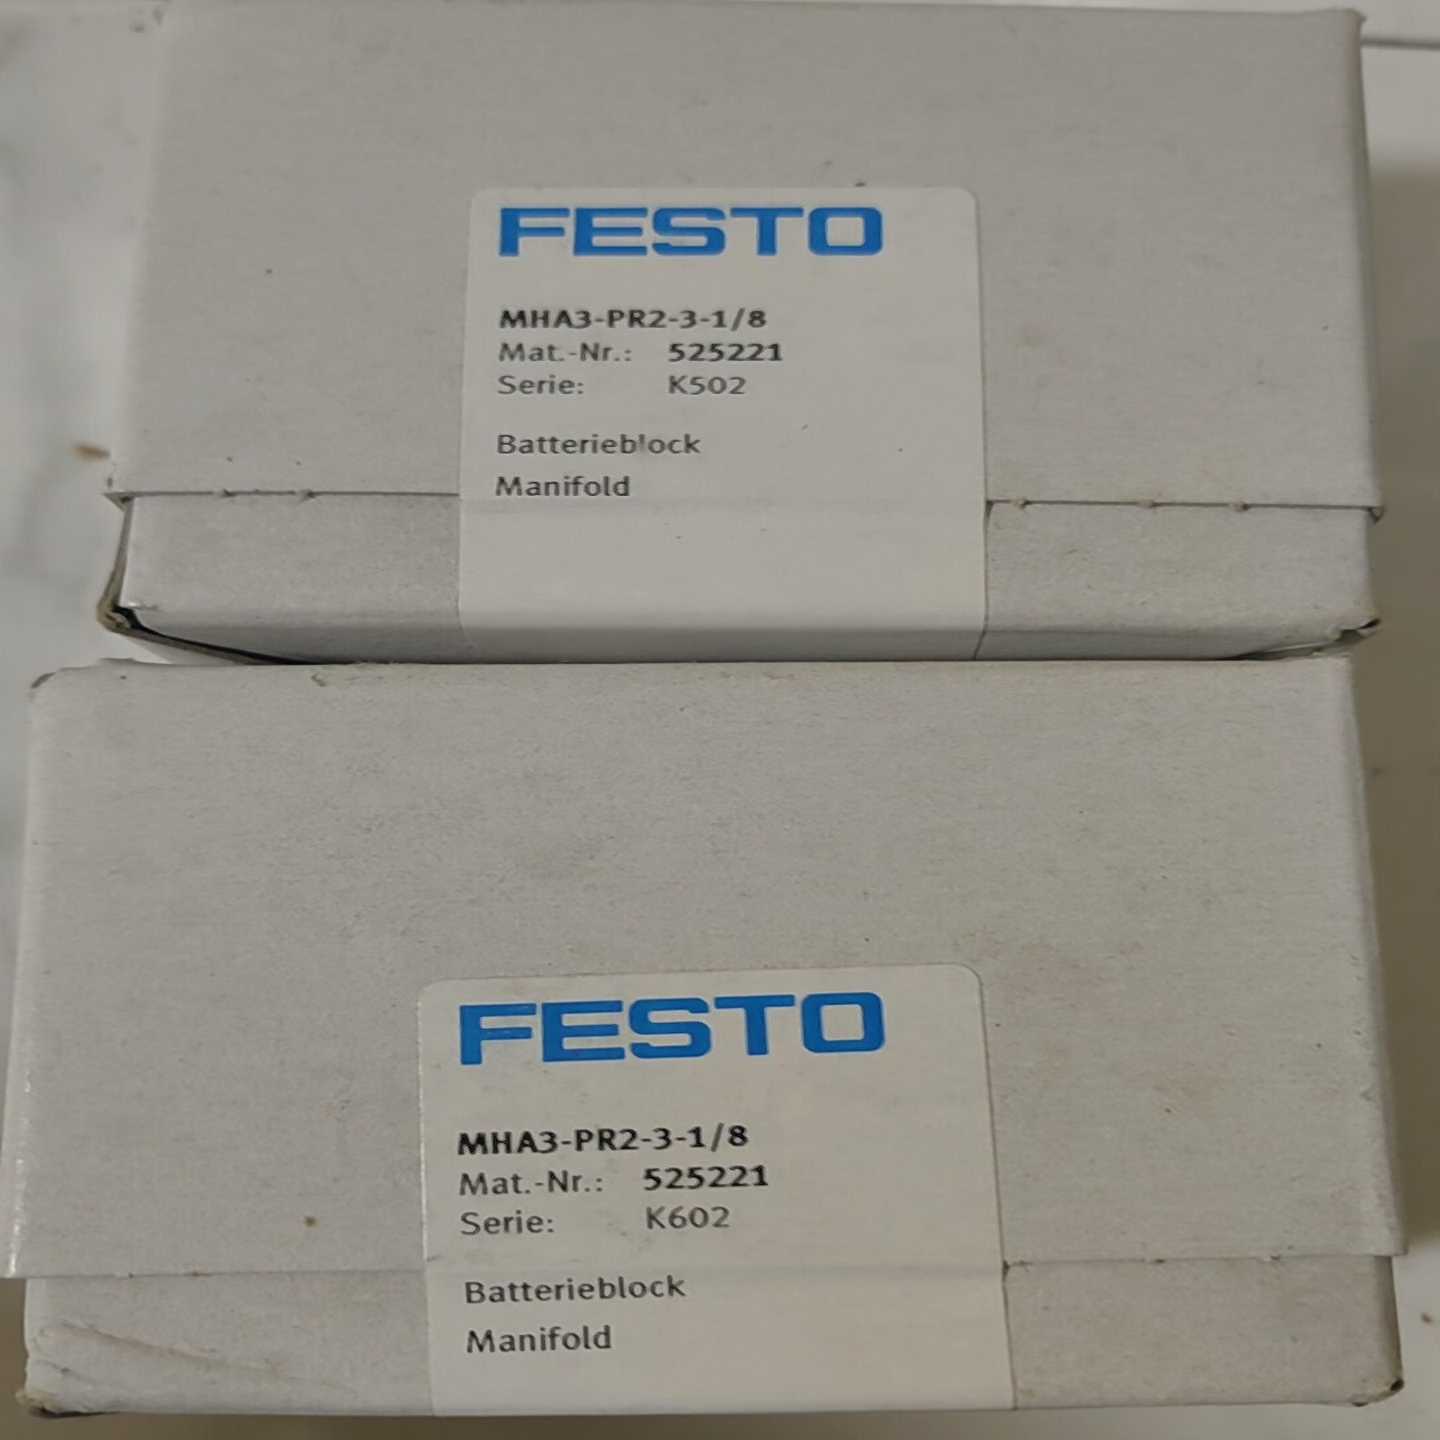 FESTO
MHA3-PR2-3-1/8
Mat.-Nr.: 525221
Serie: K502
Batterieblock
Manifold
FESTO
MHA3-PR2-3-1/8
Mat.-Nr.: 525221
Serie: K602
Batterieblock
Manifold